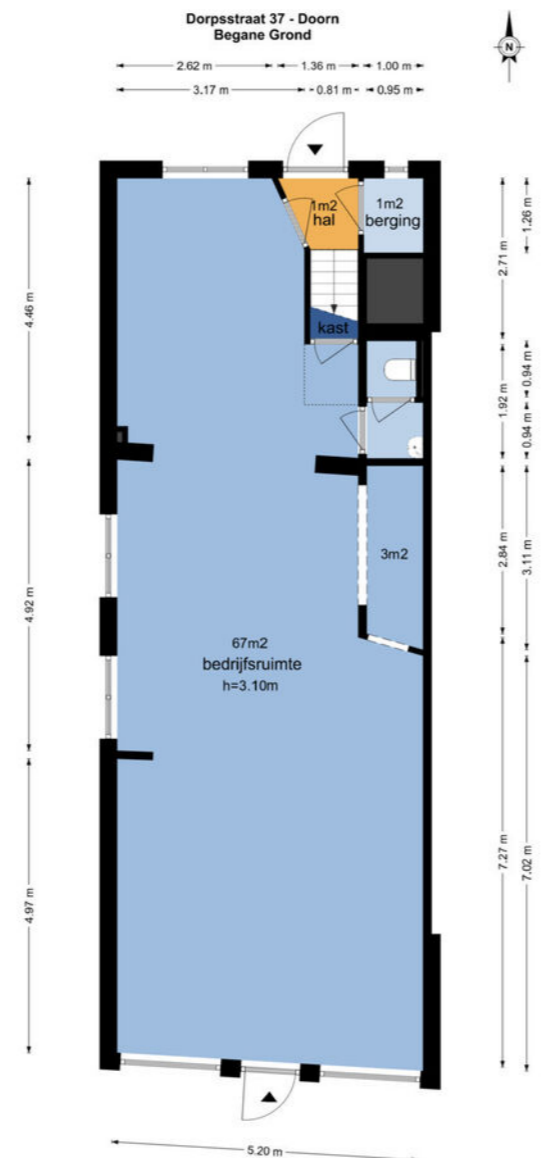 Dorpsstraat 37 - Doorn
Begane Grond
N
2.62 m
1.36 m
1.00 m
3.17 m
0.81 m
0.95 m
1m2
hal
1m2
berging
kast
3m2
67m2
bedrijfsruimte
h=3.10m
4.46 m
4.92 m
4.97 m
2.71 m
1.26 m
1.92 m
0.94 m
0.94 m
2.84 m
3.11 m
7.27 m
7.02 m
5.20 m